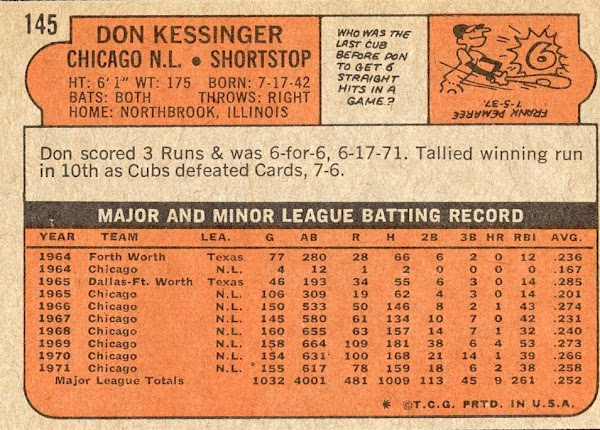 145
DON KESSINGER
CHICAGO N.L. • SHORTSTOP
HT: 6' 1" WT: 175 BORN: 7-17-42
BATS: BOTH THROWS: RIGHT
HOME: NORTHBROOK, ILLINOIS
WHO WAS THE
LAST CUB
BEFORE DON
TO GET 6
STRAIGHT
HITS IN A
GAME?
6
FRANK DEMAREE
7-5-37
Don scored 3 Runs & was 6-for-6, 6-17-71. Tallied winning run
in 10th as Cubs defeated Cards, 7-6.
MAJOR AND MINOR LEAGUE BATTING RECORD
YEAR TEAM LEA. G AB R H 2B 3B HR RBI AVG.
1964 Forth Worth Texas 77 280 28 66 6 2 0 12 .236
1964 Chicago N.L. 4 12 1 2 0 0 0 0 .167
1965 Dallas-Ft. Worth Texas 46 193 34 55 6 3 0 14 .285
1965 Chicago N.L. 106 309 19 62 4 3 0 14 .201
1966 Chicago N.L. 150 533 50 146 8 2 1 43 .274
1967 Chicago N.L. 145 580 61 134 10 7 0 42 .231
1968 Chicago N.L. 160 655 63 157 14 7 1 32 .240
1969 Chicago N.L. 158 664 109 181 38 6 4 53 .273
1970 Chicago N.L. 154 631 100 168 21 14 1 39 .266
1971 Chicago N.L. 155 617 78 159 18 6 2 38 .258
Major League Totals 1032 4001 481 1009 113 45 9 261 .252
* ©T.C.G. PRTD. IN U.S.A.